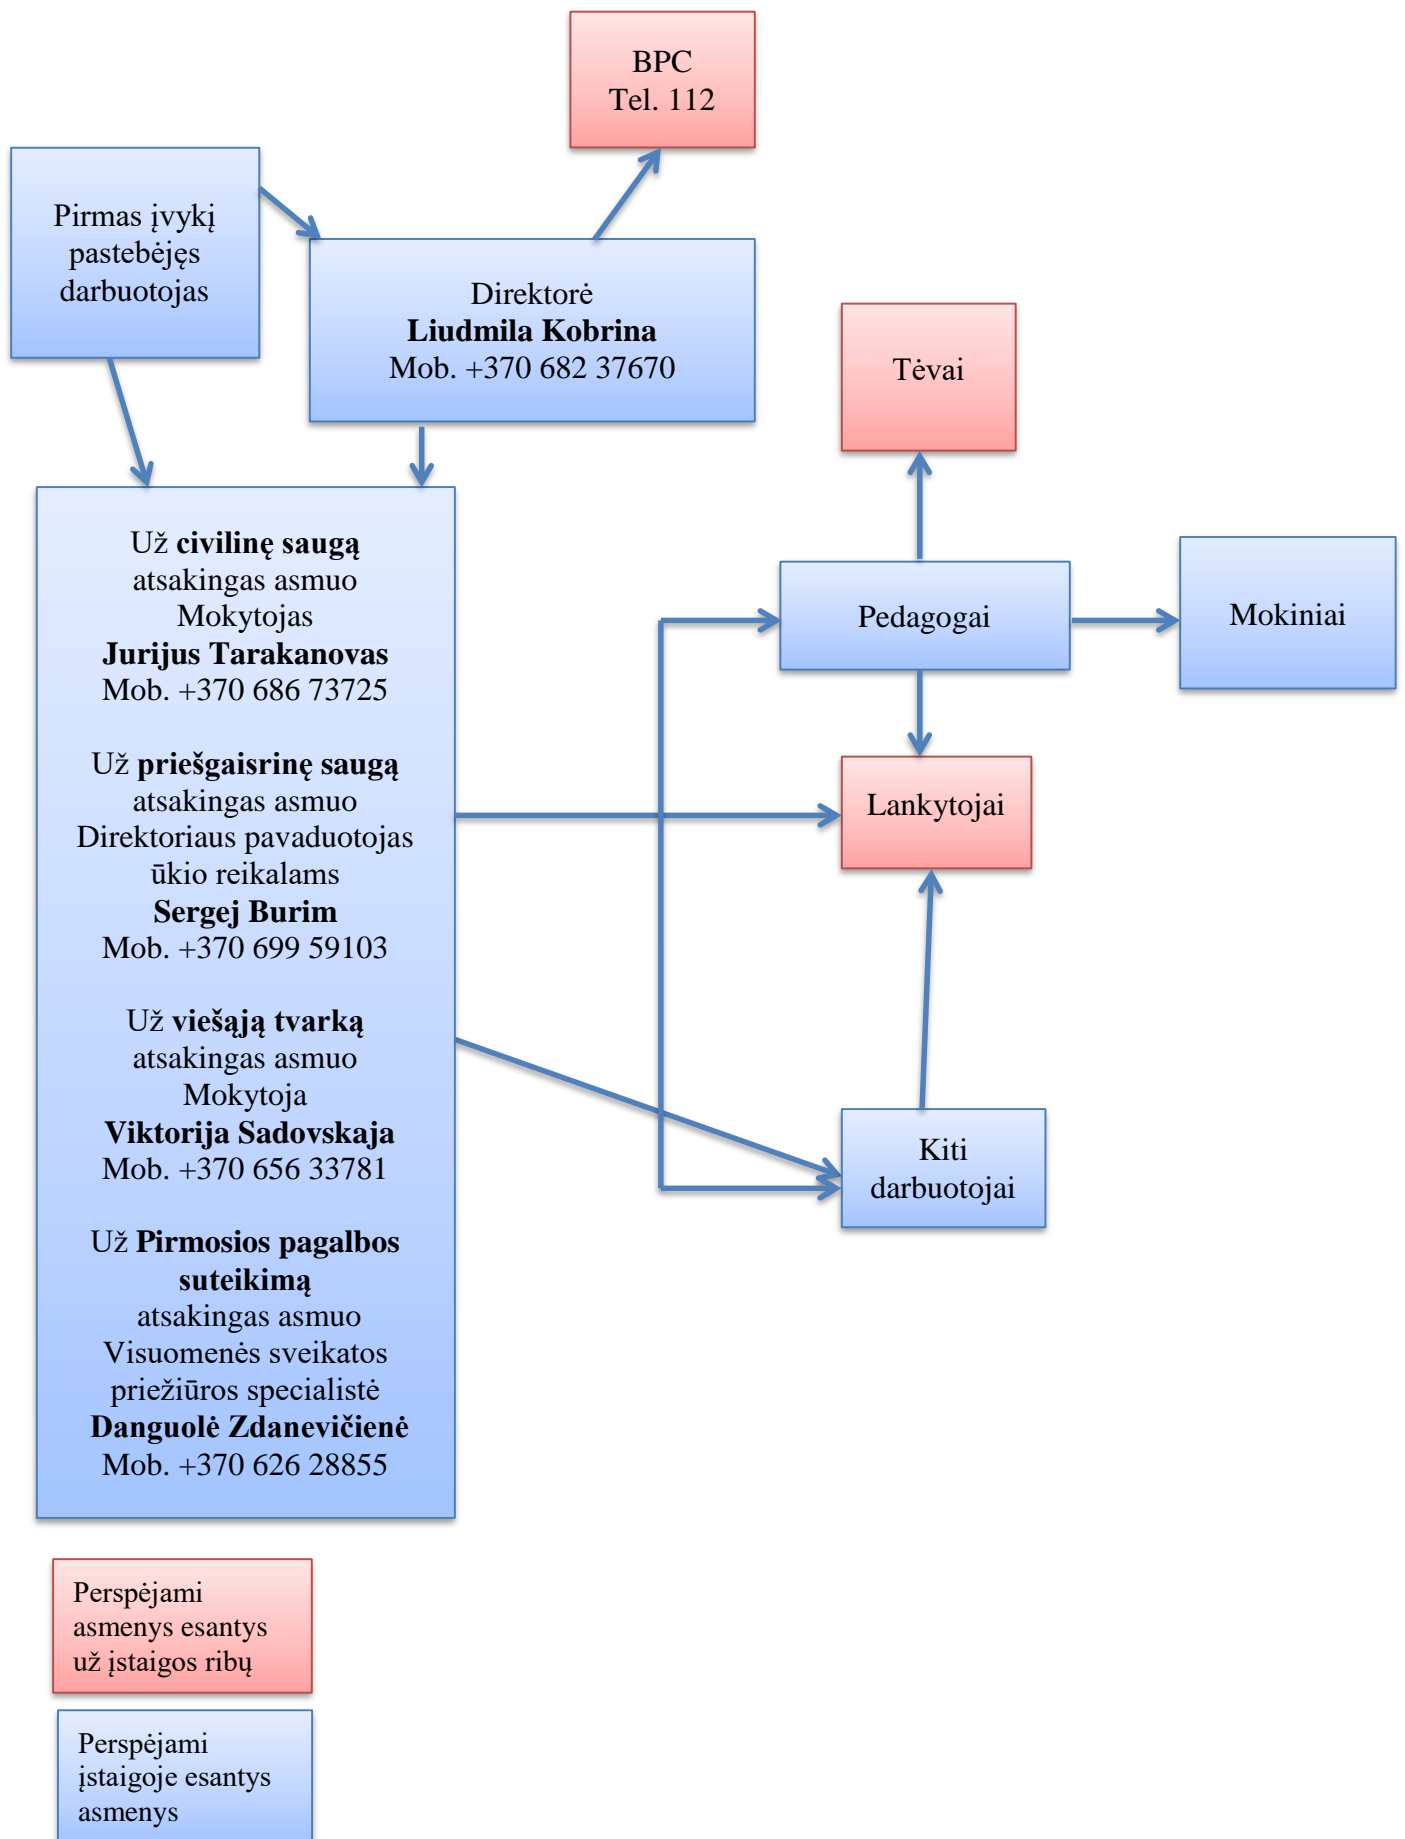 BPC
Tel. 112
Pirmas įvykį
pastebėjęs
darbuotojas
Direktorė
Liudmila Kobrina
Mob. +370 682 37670
Tėvai
Už civilinę saugą
atsakingas asmuo
Mokytojas
Jurijus Tarakanovas
Mob. +370 686 73725
Už priešgaisrinę saugą
atsakingas asmuo
Direktoriaus pavaduotojas
ūkio reikalams
Sergej Burim
Mob. +370 699 59103
Už viešąją tvarką
atsakingas asmuo
Mokytoja
Viktorija Sadovskaja
Mob. +370 656 33781
Už Pirmosios pagalbos
suteikimą
atsakingas asmuo
Visuomenės sveikatos
priežiūros specialistė
Danguolė Zdanevičienė
Mob. +370 626 28855
Pedagogai
Mokiniai
Lankytojai
Kiti
darbuotojai
Perspėjami
asmenys esantys
už įstaigos ribų
Perspėjami
įstaigoje esantys
asmenys